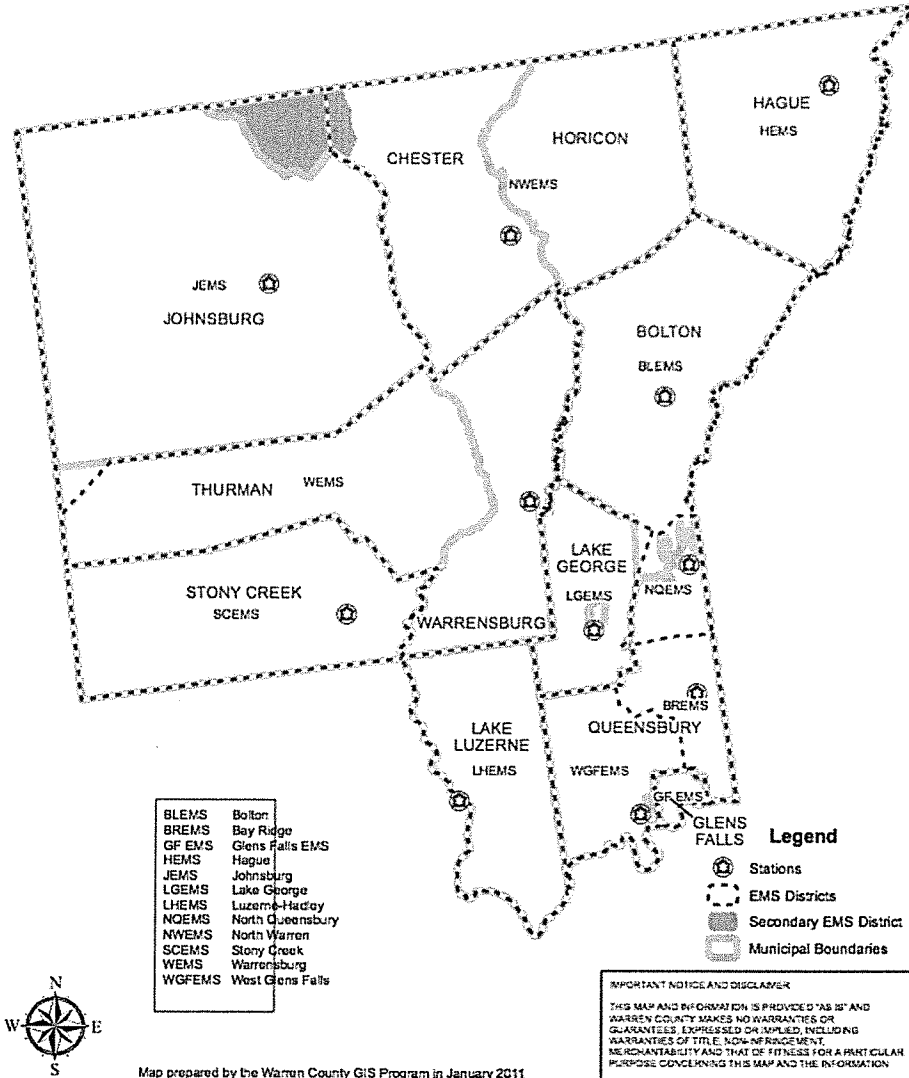 HAGUE
HEMS
HORICON
CHESTER
NWEMS
JEMS
JOHNSBURG
BOLTON
BLEMS
THURMAN WEMS
LAKE
GEORGE
LGEMS
NQEMS
STONY CREEK
SCEMS
WARRENSBURG
BREMS
QUEENSBURY
LAKE
LUZERNE
LHEMS
WGFEMS
GF EMS
GLENS
FALLS
BLEMS Bolton
BREMS Bay Ridge
GF EMS Glens Falls EMS
HEMS Hague
JEMS Johnsburg
LGEMS Lake George
LHEMS Luzerne-Hadley
NQEMS North Queensbury
NWEMS North Warren
SCEMS Stony Creek
WEMS Warrensburg
WGFEMS West Glens Falls
Legend
Stations
EMS Districts
Secondary EMS District
Municipal Boundaries
N
W E
S
Map prepared by the Warren County GIS Program in January 2011
IMPORTANT NOTICE AND DISCLAIMER
THIS MAP AND INFORMATION IS PROVIDED "AS IS" AND
WARREN COUNTY MAKES NO WARRANTIES OR
GUARANTEES, EXPRESSED OR IMPLIED, INCLUDING
WARRANTIES OF TITLE, NON-INFRINGEMENT,
MERCHANTABILITY AND THAT OF FITNESS FOR A PARTICULAR
PURPOSE CONCERNING THIS MAP AND THE INFORMATION